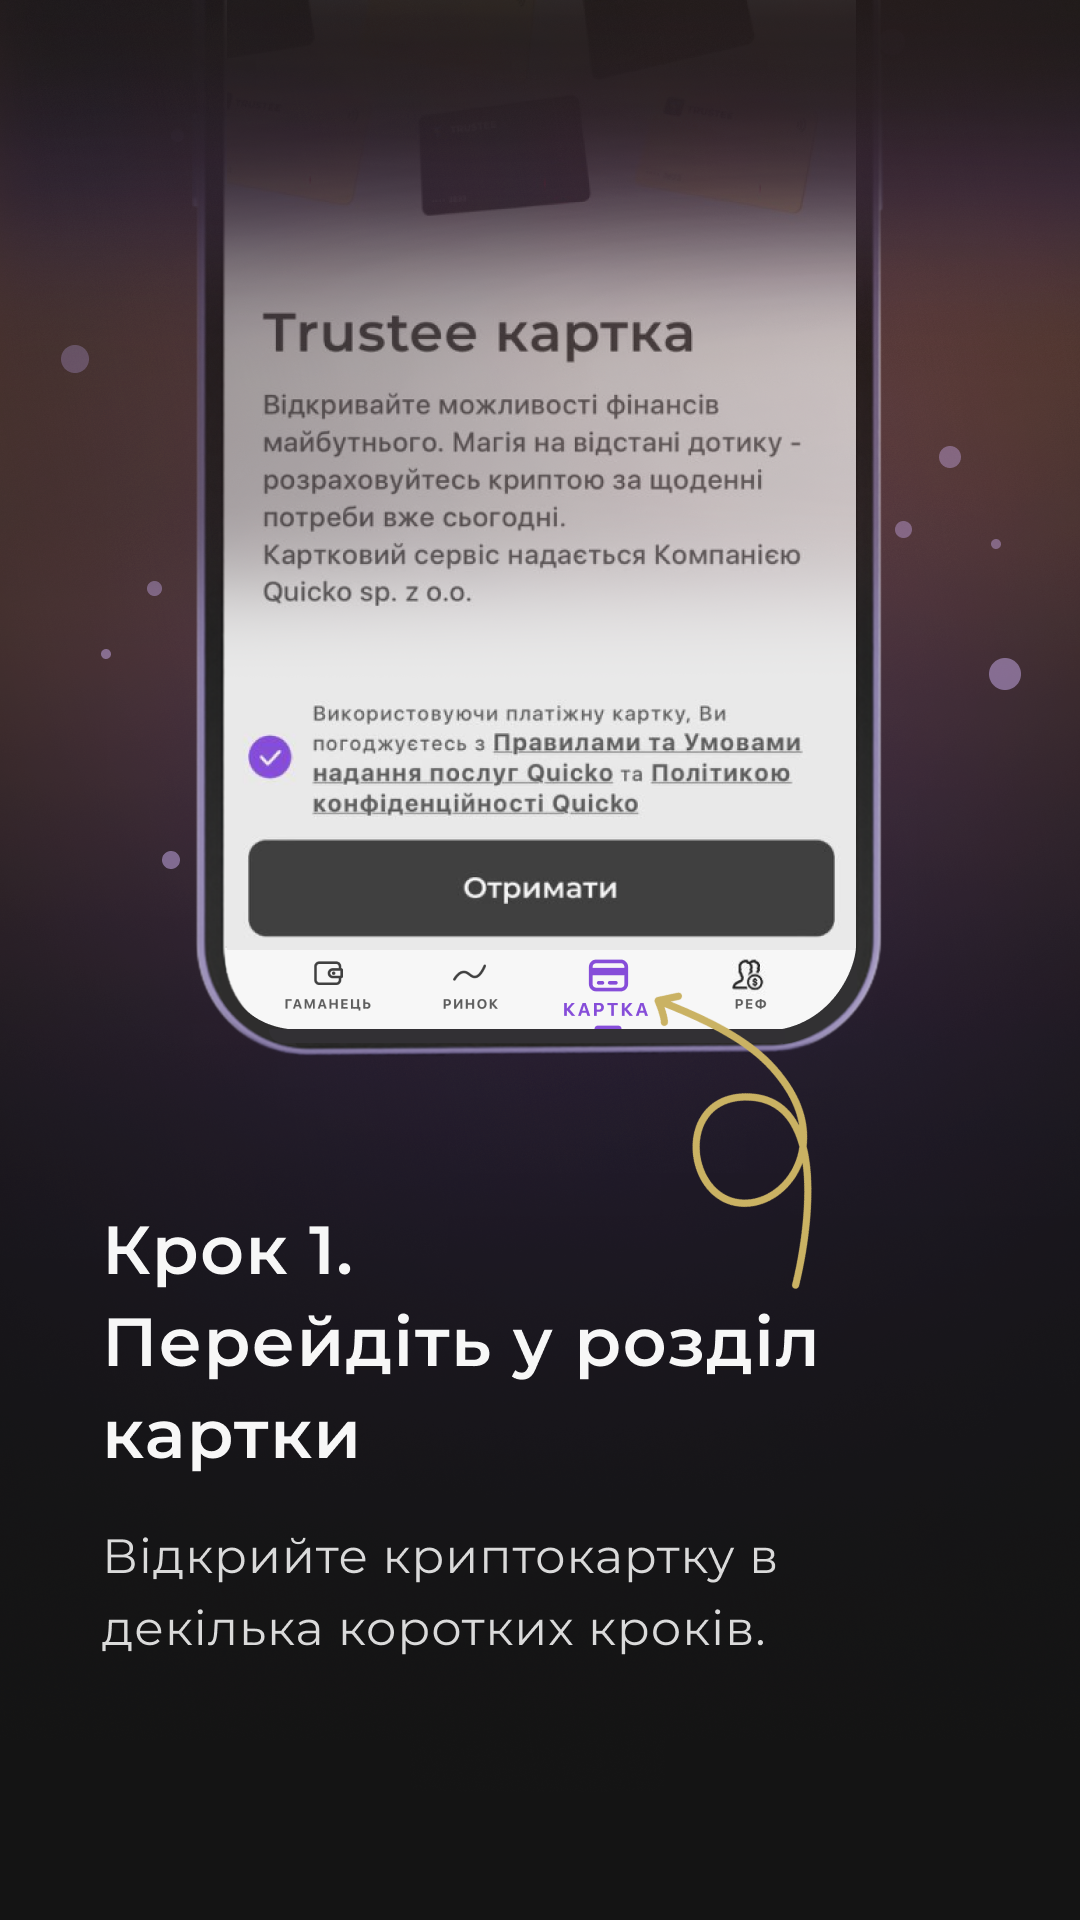 Trustee картка
Відкривайте можливості фінансів
майбутнього. Магія на відстані дотику -
розраховуйтесь криптою за щоденні
потреби вже сьогодні.
Картковий сервіс надається Компанією
Quicko sp. z o.o.
Використовуючи платіжну картку, Ви
погоджуєтесь з Правилами та Умовами
надання послуг Quicko та Політикою
конфіденційності Quicko
Отримати
ГАМАНЕЦЬ РИНОК КАРТКА РЕФ
Крок 1.
Перейдіть у розділ
картки
Відкрийте криптокартку в
декілька коротких кроків.